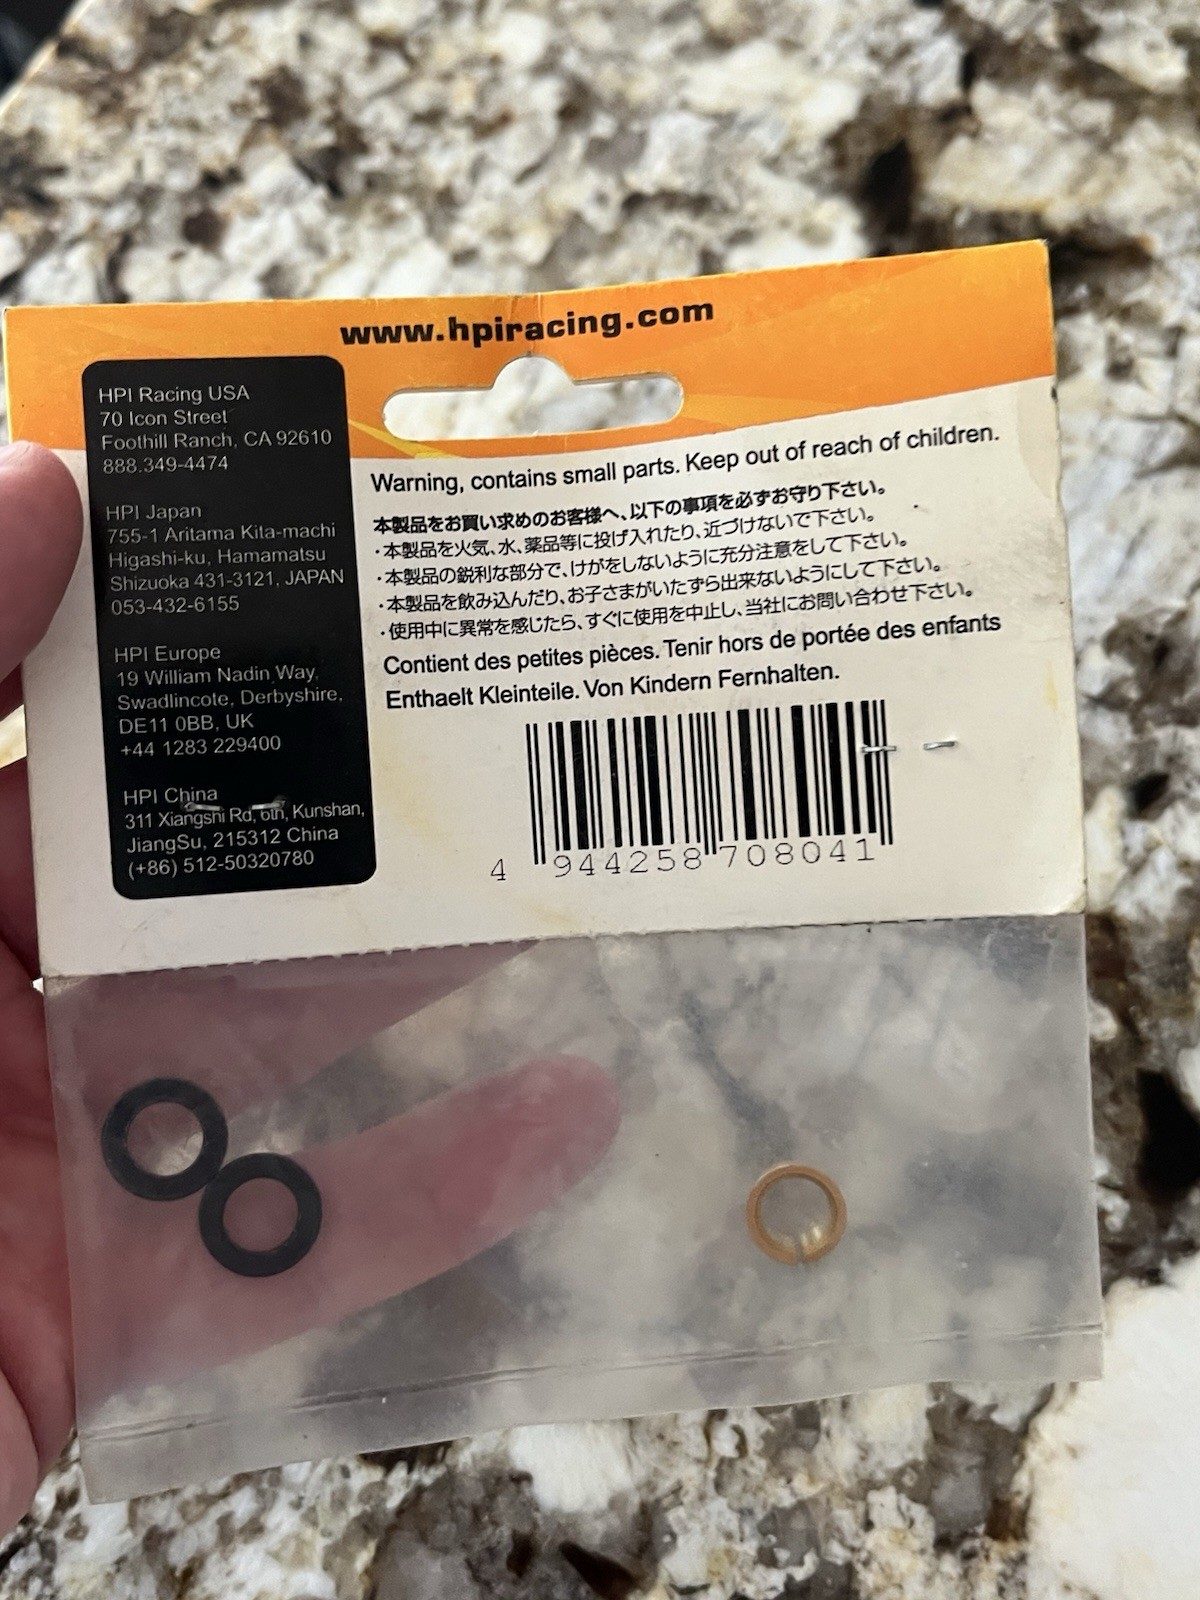 www.hpiracing.com
HPI Racing USA
70 Icon Street
Foothill Ranch, CA 92610
888.349-4474
HPI Japan
755-1 Aritama Kita-machi
Higashi-ku, Hamamatsu
Shizuoka 431-3121, JAPAN
053-432-6155
HPI Europe
19 William Nadin Way,
Swadlincote, Derbyshire,
DE11 0BB, UK
+44 1283 229400
HPI China
311 Xiangshi Rd, 6th, Kunshan,
JiangSu, 215312 China
(+86) 512-50320780
Warning, contains small parts. Keep out of reach of children.
本製品をお買い求めのお客様へ、以下の事項を必ずお守り下さい。
・本製品を火気、水、薬品等に投げ入れたり、近づけないで下さい。
・本製品の鋭利な部分で、けがをしないように充分注意をして下さい。
・本製品を飲み込んだり、お子さまがいたずら出来ないようにして下さい。
・使用中に異常を感じたら、すぐに使用を中止し、当社にお問い合わせ下さい。
Contient des petites pièces. Tenir hors de portée des enfants
Enthaelt Kleinteile. Von Kindern Fernhalten.
4 944258 708041